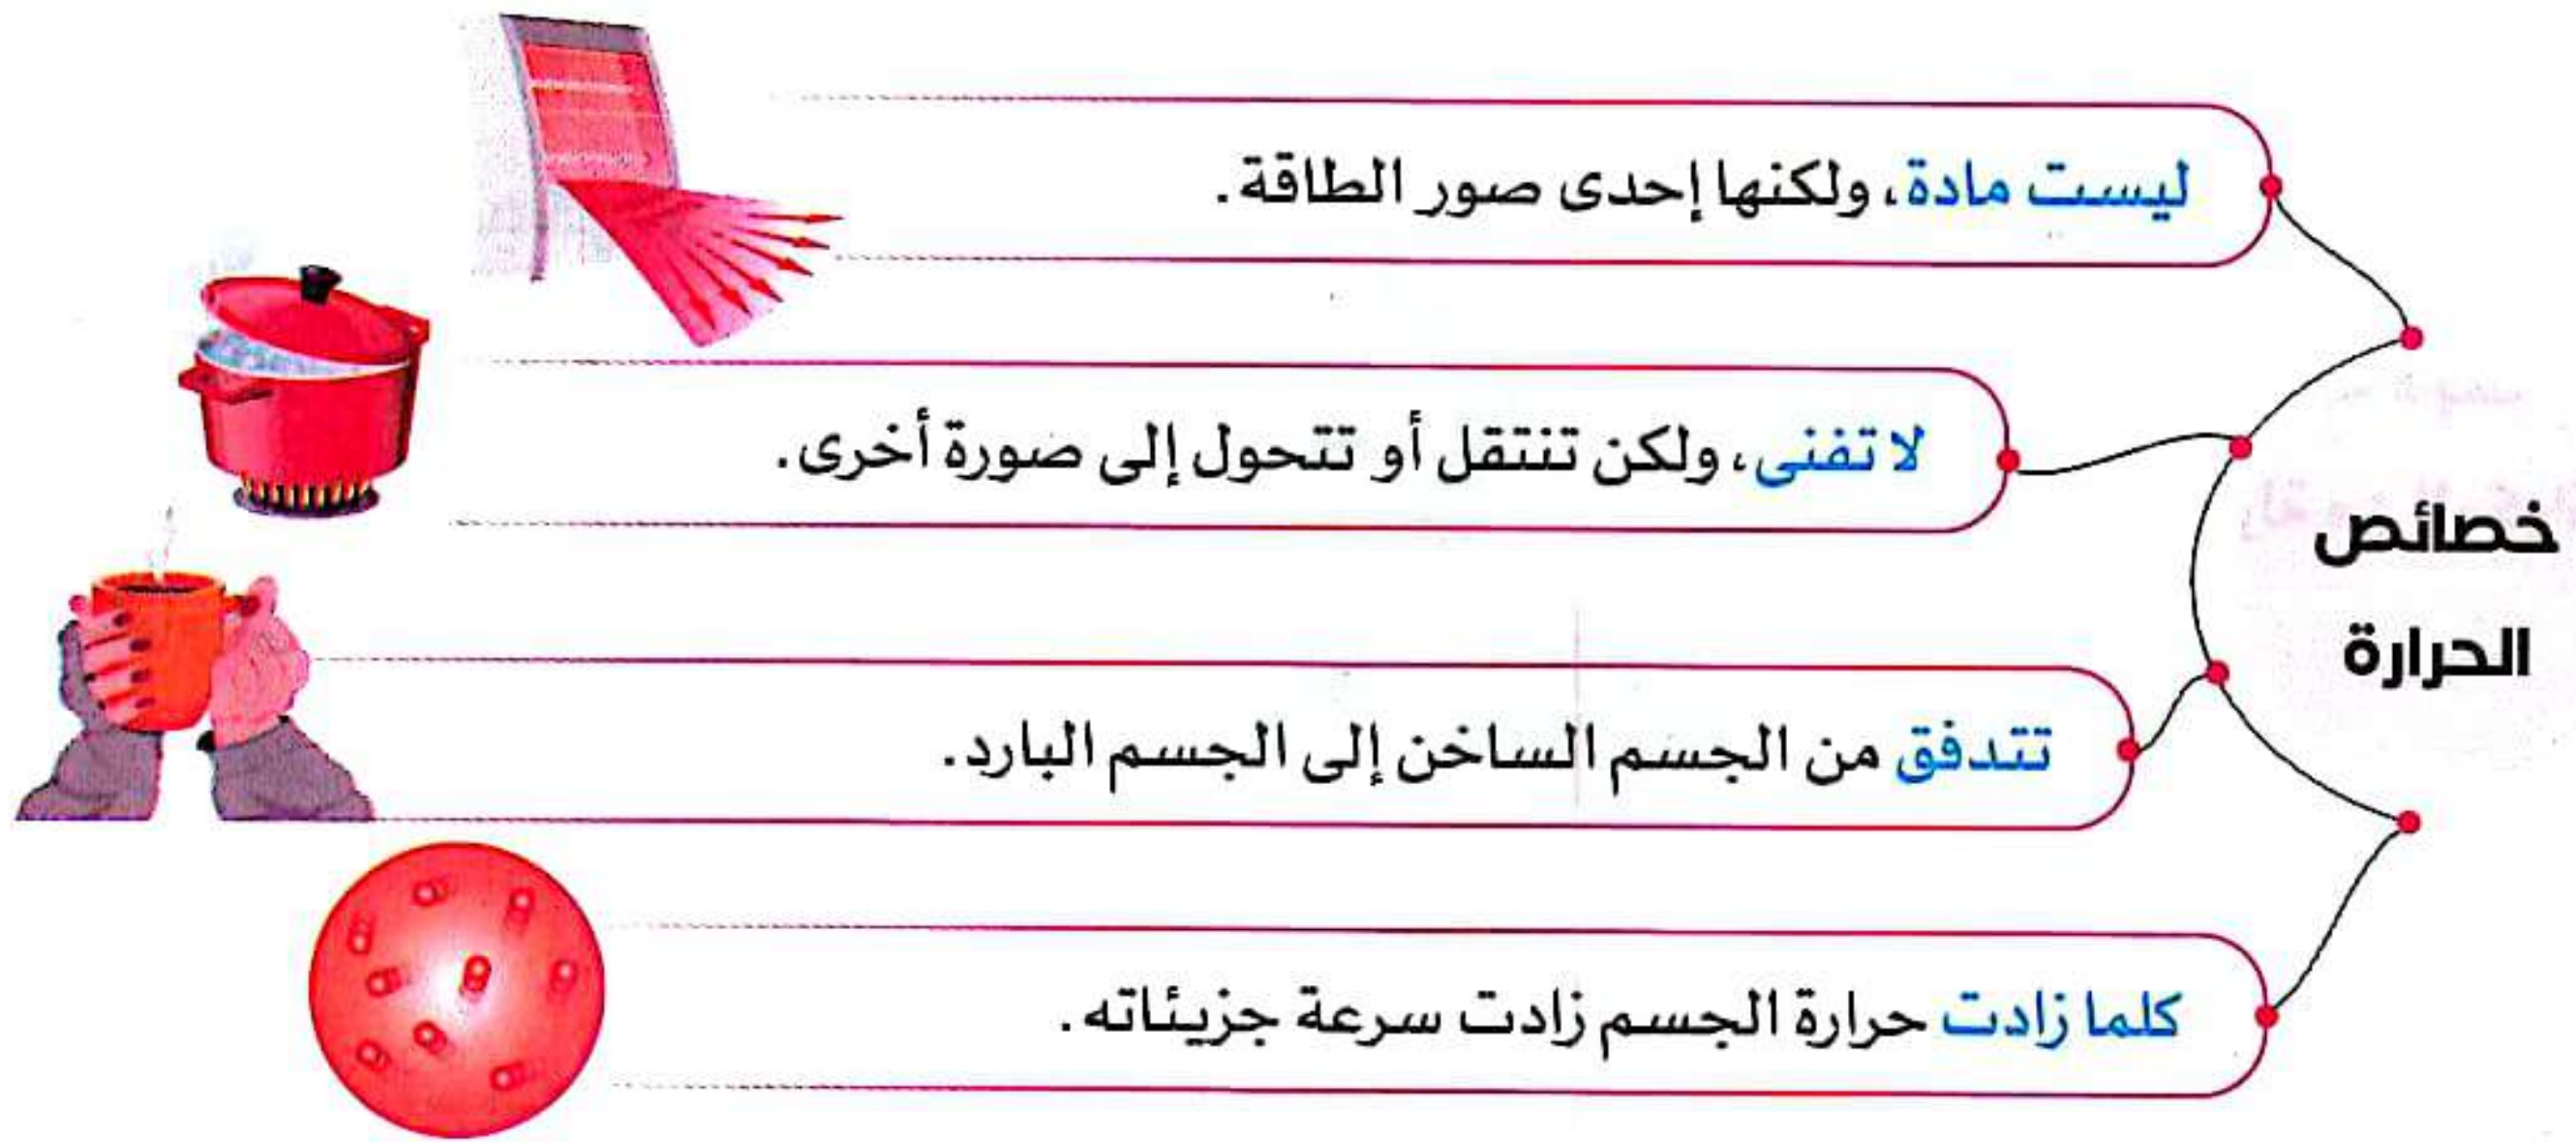 خصائص
الحرارة
ليست مادة، ولكنها إحدى صور الطاقة.
لا تفنى، ولكن تنتقل أو تتحول إلى صورة أخرى.
تتدفق من الجسم الساخن إلى الجسم البارد.
كلما زادت حرارة الجسم زادت سرعة جزيئاته.